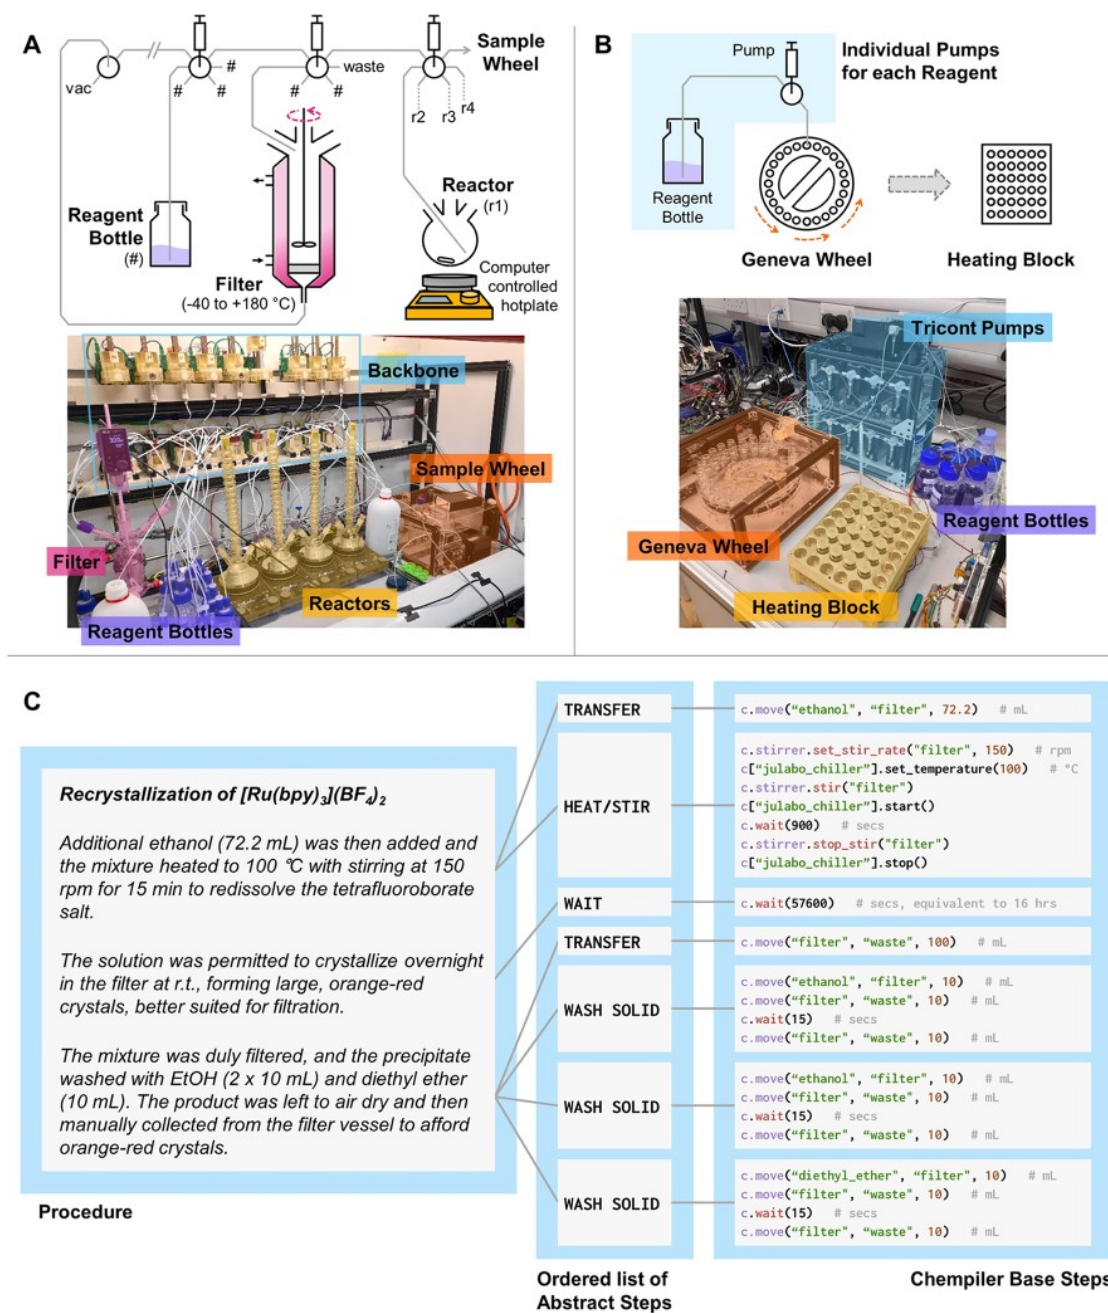 A
vac
#
#
#
waste
#
#
r2
r3
r4
Sample
Wheel
Reagent
Bottle
(#)
Filter
(-40 to +180 °C)
Reactor
(r1)
Computer
controlled
hotplate
Backbone
Sample Wheel
Filter
Reactors
Reagent Bottles
B
Pump
Individual Pumps
for each Reagent
Reagent
Bottle
Geneva Wheel
Heating Block
Tricont Pumps
Reagent Bottles
Geneva Wheel
Heating Block
C
Recrystallization of [Ru(bpy)₃](BF₄)₂
Additional ethanol (72.2 mL) was then added and
the mixture heated to 100 °C with stirring at 150
rpm for 15 min to redissolve the tetrafluoroborate
salt.
The solution was permitted to crystallize overnight
in the filter at r.t., forming large, orange-red
crystals, better suited for filtration.
The mixture was duly filtered, and the precipitate
washed with EtOH (2 x 10 mL) and diethyl ether
(10 mL). The product was left to air dry and then
manually collected from the filter vessel to afford
orange-red crystals.
Procedure
TRANSFER
HEAT/STIR
WAIT
TRANSFER
WASH SOLID
WASH SOLID
WASH SOLID
Ordered list of
Abstract Steps
c.move("ethanol", "filter", 72.2) # mL
c.stirrer.set_stir_rate("filter", 150) # rpm
c["julabo_chiller"].set_temperature(100) # °C
c.stirrer.stir("filter")
c["julabo_chiller"].start()
c.wait(900) # secs
c.stirrer.stop_stir("filter")
c["julabo_chiller"].stop()
c.wait(57600) # secs, equivalent to 16 hrs
c.move("filter", "waste", 100) # mL
c.move("ethanol", "filter", 10) # mL
c.move("filter", "waste", 10) # mL
c.wait(15) # secs
c.move("filter", "waste", 10) # mL
c.move("ethanol", "filter", 10) # mL
c.move("filter", "waste", 10) # mL
c.wait(15) # secs
c.move("filter", "waste", 10) # mL
c.move("diethyl_ether", "filter", 10) # mL
c.move("filter", "waste", 10) # mL
c.wait(15) # secs
c.move("filter", "waste", 10) # mL
Chempiler Base Steps